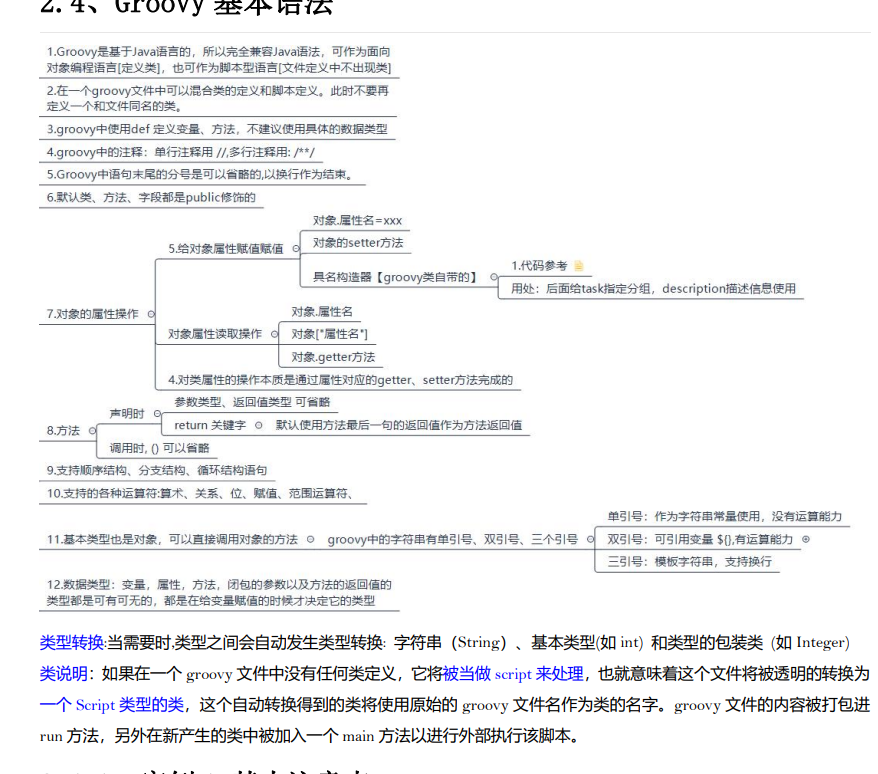 2.4、Groovy 基本语法
1.Groovy是基于Java语言的，所以完全兼容Java语法，可作为面向
对象编程语言[定义类]，也可作为脚本型语言[文件定义中不出现类]
2.在一个groovy文件中可以混合类的定义和脚本定义。此时不要再
定义一个和文件同名的类。
3.groovy中使用def 定义变量、方法，不建议使用具体的数据类型
4.groovy中的注释：单行注释用 //,多行注释用: /**/
5.Groovy中语句末尾的分号是可以省略的,以换行作为结束。
6.默认类、方法、字段都是public修饰的
7.对象的属性操作
5.给对象属性赋值赋值
对象.属性名=xxx
对象的setter方法
具名构造器【groovy类自带的】
1.代码参考
用处：后面给task指定分组，description描述信息使用
对象属性读取操作
对象.属性名
对象["属性名"]
对象.getter方法
4.对类属性的操作本质是通过属性对应的getter、setter方法完成的
8.方法
声明时
参数类型、返回值类型 可省略
return 关键字
默认使用方法最后一句的返回值作为方法返回值
调用时, () 可以省略
9.支持顺序结构、分支结构、循环结构语句
10.支持的各种运算符:算术、关系、位、赋值、范围运算符、
11.基本类型也是对象，可以直接调用对象的方法
groovy中的字符串有单引号、双引号、三个引号
单引号：作为字符串常量使用，没有运算能力
双引号：可引用变量 ${},有运算能力
三引号：模板字符串，支持换行
12.数据类型：变量，属性，方法，闭包的参数以及方法的返回值的
类型都是可有可无的，都是在给变量赋值的时候才决定它的类型
类型转换:当需要时,类型之间会自动发生类型转换: 字符串（String）、基本类型(如 int) 和类型的包装类 (如 Integer)
类说明：如果在一个 groovy 文件中没有任何类定义，它将被当做 script 来处理，也就意味着这个文件将被透明的转换为
一个 Script 类型的类，这个自动转换得到的类将使用原始的 groovy 文件名作为类的名字。groovy 文件的内容被打包进
run 方法，另外在新产生的类中被加入一个 main 方法以进行外部执行该脚本。